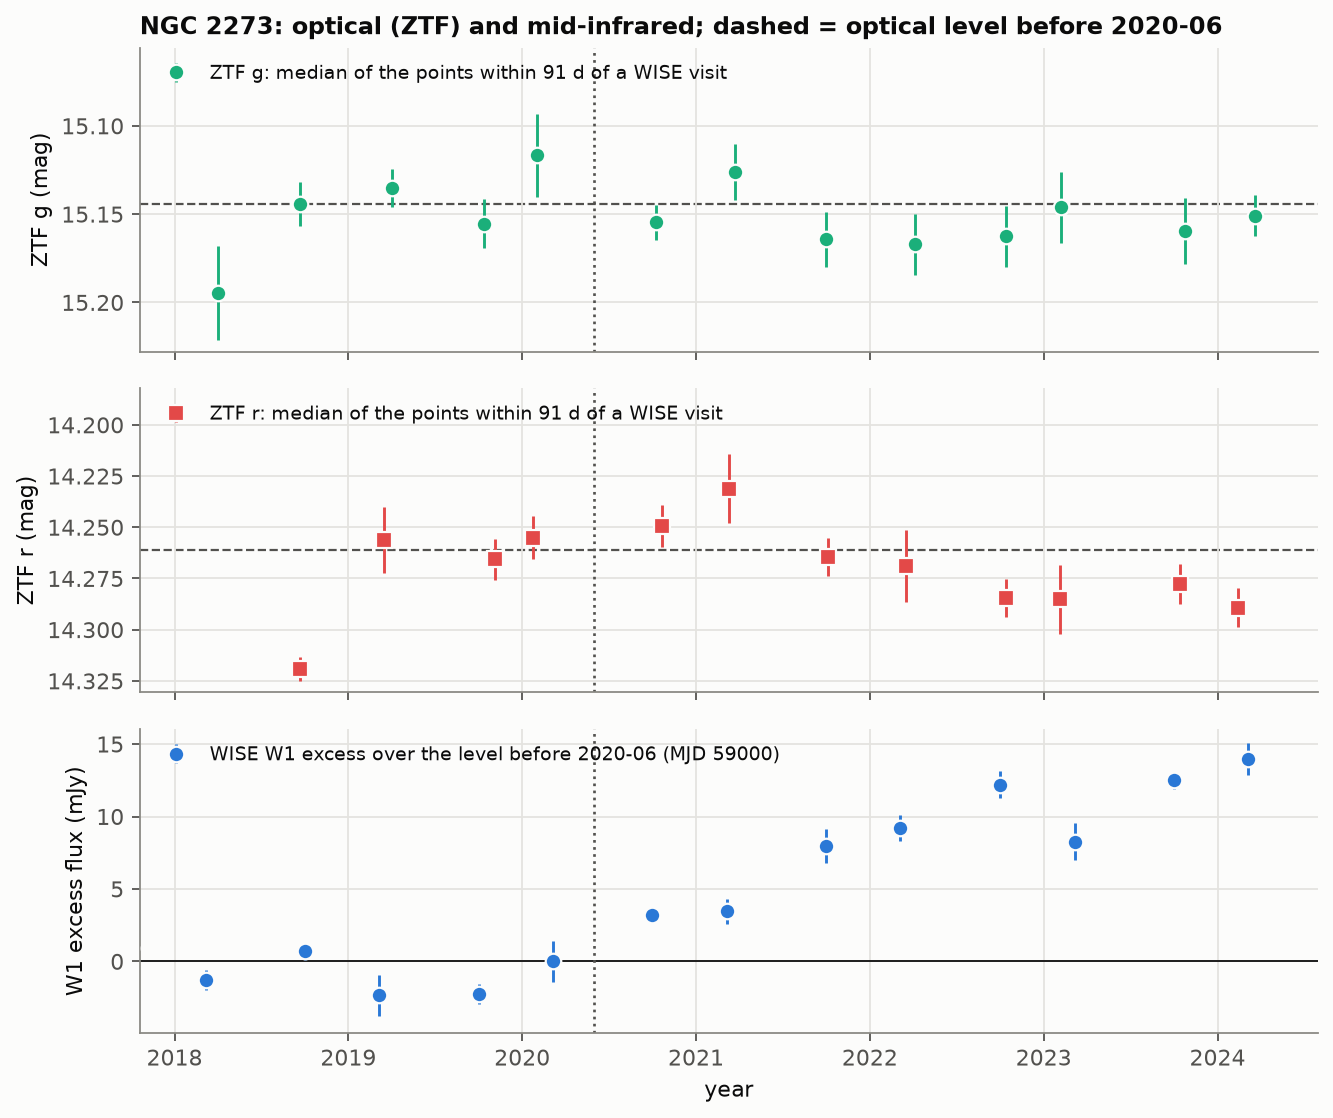 NGC 2273: optical (ZTF) and mid-infrared; dashed = optical level before 2020-06
ZTF g: median of the points within 91 d of a WISE visit
ZTF g (mag)
15.10
15.15
15.20
ZTF r: median of the points within 91 d of a WISE visit
ZTF r (mag)
14.200
14.225
14.250
14.275
14.300
14.325
WISE W1 excess over the level before 2020-06 (MJD 59000)
W1 excess flux (mJy)
15
10
5
0
2018 2019 2020 2021 2022 2023 2024
year